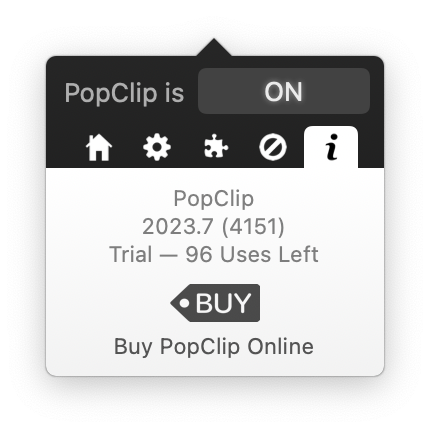 PopClip is ON
PopClip
2023.7 (4151)
Trial — 96 Uses Left
BUY
Buy PopClip Online